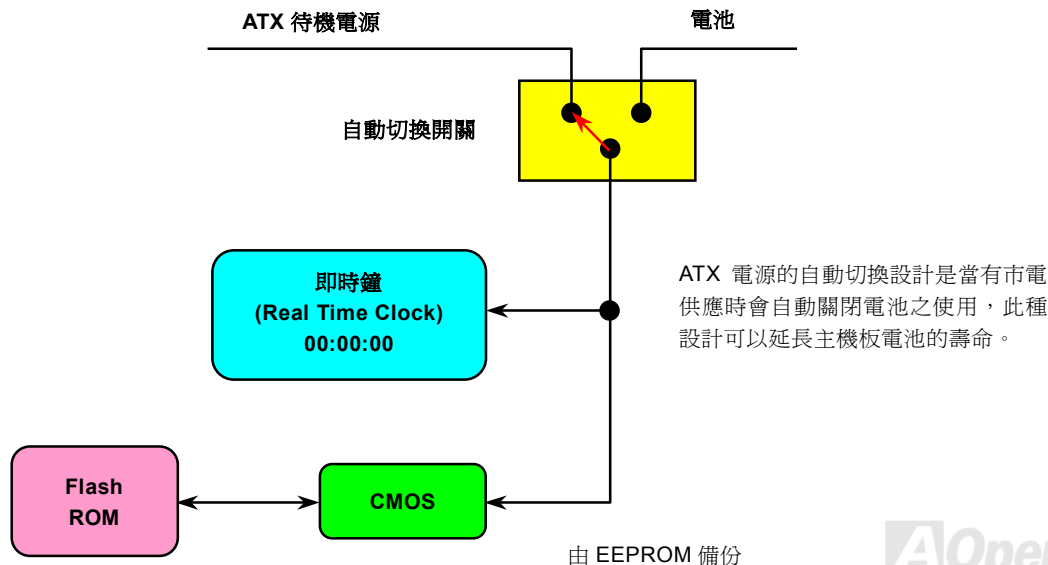 ATX 待機電源
電池
自動切換開關
即時鐘
(Real Time Clock)
00:00:00
ATX 電源的自動切換設計是當有市電
供應時會自動關閉電池之使用，此種
設計可以延長主機板電池的壽命。
Flash
ROM
CMOS
由 EEPROM 備份
AOpen